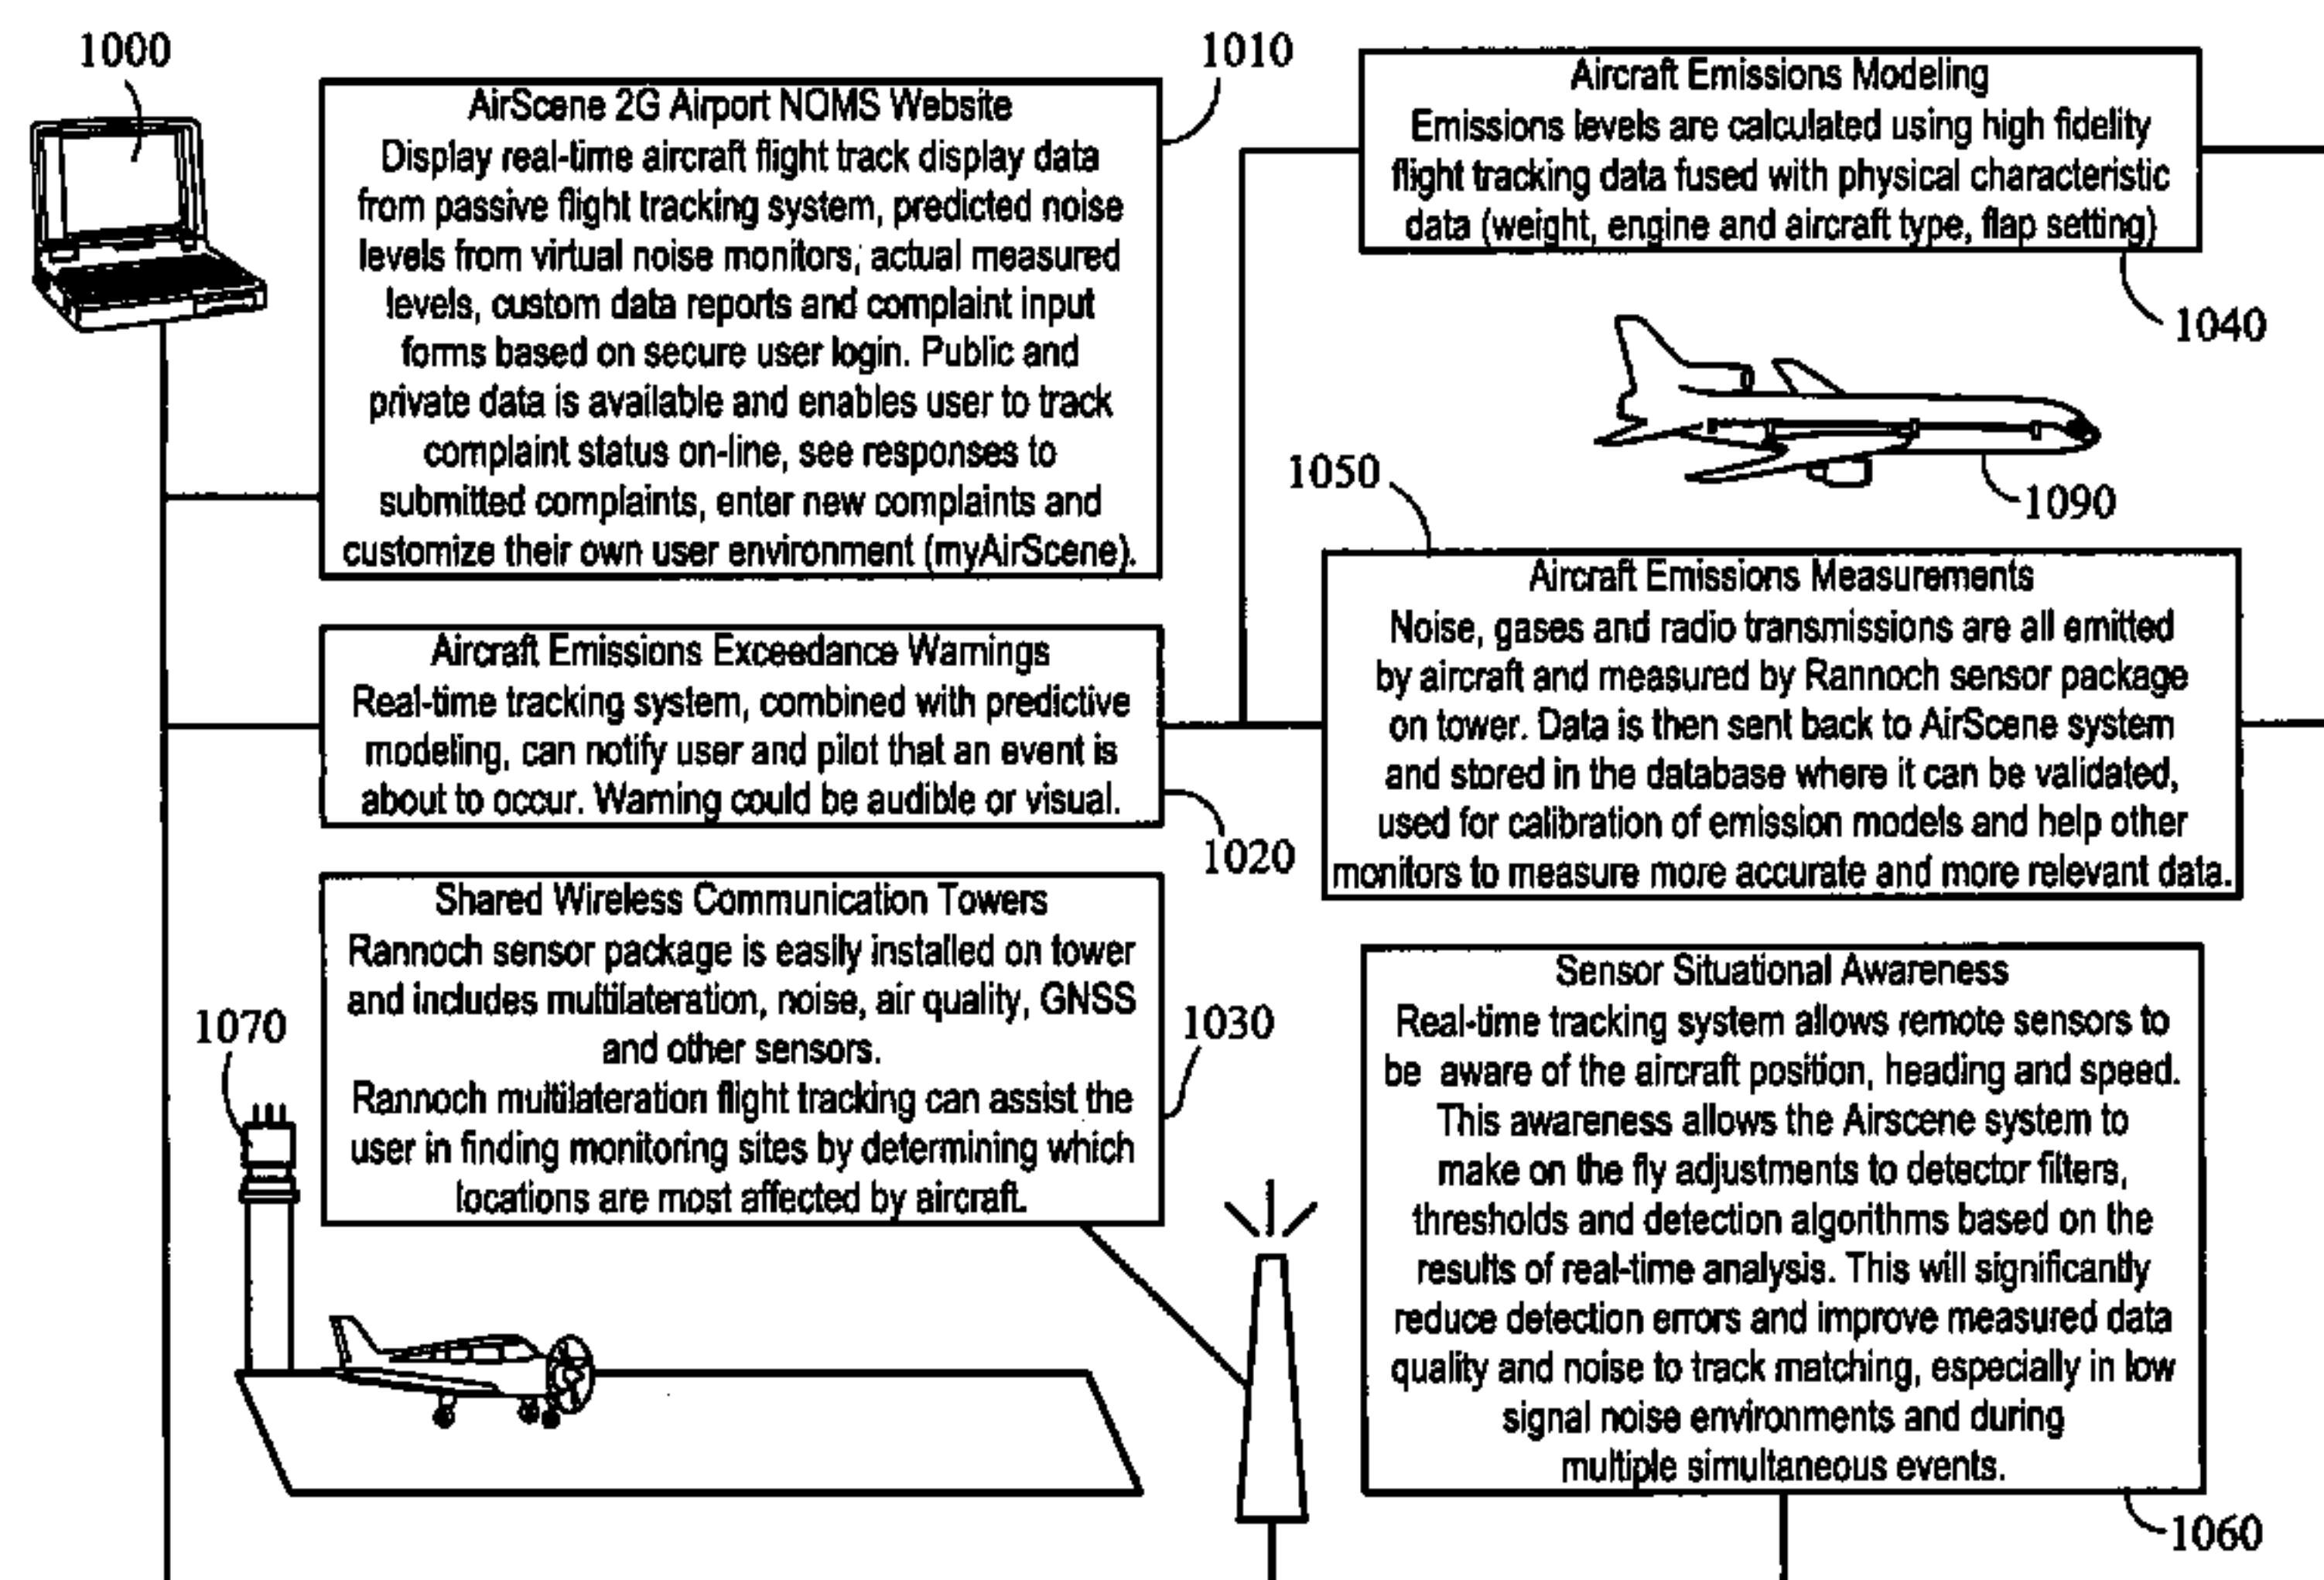 1000
1010
AirScene 2G Airport NOMS Website
Display real-time aircraft flight track display data
from passive flight tracking system, predicted noise
levels from virtual noise monitors, actual measured
levels, custom data reports and complaint input
forms based on secure user login. Public and
private data is available and enables user to track
complaint status on-line, see responses to
submitted complaints, enter new complaints and
customize their own user environment (myAirScene).
Aircraft Emissions Exceedance Warnings
Real-time tracking system, combined with predictive
modeling, can notify user and pilot that an event is
about to occur. Warning could be audible or visual.
1020
Shared Wireless Communication Towers
Rannoch sensor package is easily installed on tower
and includes multilateration, noise, air quality, GNSS
and other sensors.
Rannoch multilateration flight tracking can assist the
user in finding monitoring sites by determining which
locations are most affected by aircraft.
1030
1070
Aircraft Emissions Modeling
Emissions levels are calculated using high fidelity
flight tracking data fused with physical characteristic
data (weight, engine and aircraft type, flap setting)
1040
1090
1050
Aircraft Emissions Measurements
Noise, gases and radio transmissions are all emitted
by aircraft and measured by Rannoch sensor package
on tower. Data is then sent back to AirScene system
and stored in the database where it can be validated,
used for calibration of emission models and help other
monitors to measure more accurate and more relevant data.
Sensor Situational Awareness
Real-time tracking system allows remote sensors to
be aware of the aircraft position, heading and speed.
This awareness allows the Airscene system to
make on the fly adjustments to detector filters,
thresholds and detection algorithms based on the
results of real-time analysis. This will significantly
reduce detection errors and improve measured data
quality and noise to track matching, especially in low
signal noise environments and during
multiple simultaneous events.
1060